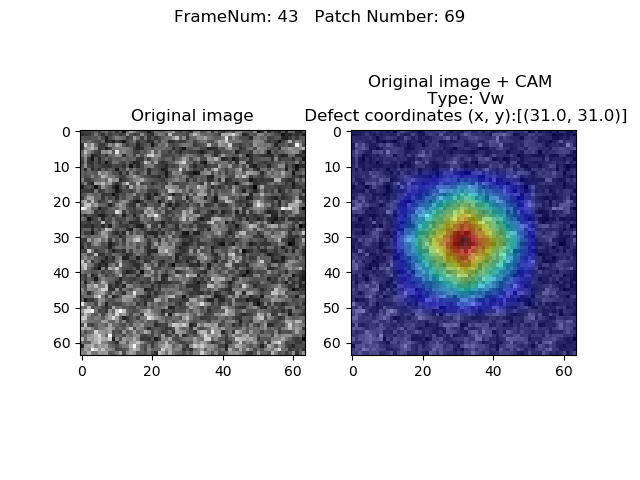 FrameNum: 43   Patch Number: 69
Original image
Original image + CAM
Type: Vw
Defect coordinates (x, y):[(31.0, 31.0)]
0
10
20
30
40
50
60
0 20 40 60
0
10
20
30
40
50
60
0 20 40 60